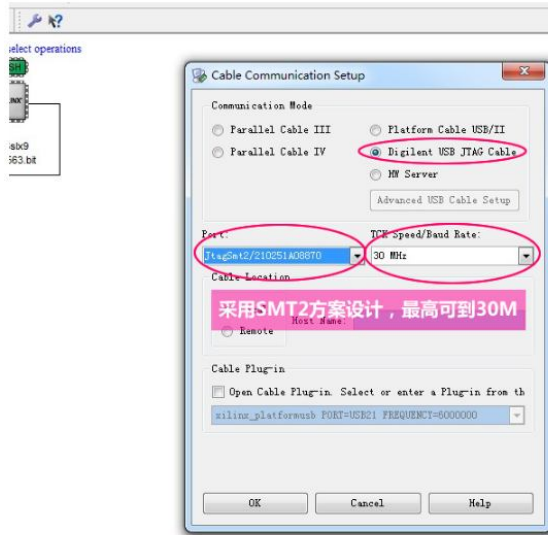 select operations
SH
Cable Communication Setup
Communication Mode
Parallel Cable III
Platform Cable USB/II
Parallel Cable IV
Digilent USB JTAG Cable
HW Server
Advanced USB Cable Setup
slx9
563.bit
Port:
TCK Speed/Baud Rate:
JtagSmt2/210251A08870
30 MHz
Cable Location
采用SMT2方案设计，最高可到30M
Host Name:
Remote
Cable Plug-in
Open Cable Plug-in. Select or enter a Plug-in from th
xilinx_platformusb PORT=USB21 FREQUENCY=6000000
OK
Cancel
Help